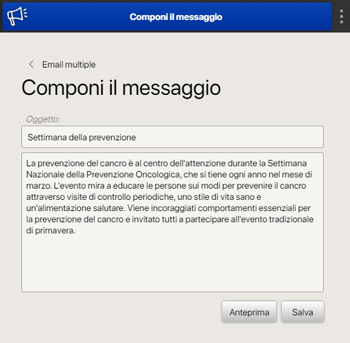 Componi il messaggio
Email multiple
Componi il messaggio
Oggetto:
Settimana della prevenzione
La prevenzione del cancro è al centro dell'attenzione durante la Settimana
Nazionale della Prevenzione Oncologica, che si tiene ogni anno nel mese di
marzo. L'evento mira a educare le persone sui modi per prevenire il cancro
attraverso visite di controllo periodiche, uno stile di vita sano e
un'alimentazione salutare. Viene incoraggiati comportamenti essenziali per
la prevenzione del cancro e invitato tutti a partecipare all'evento tradizionale
di primavera.
Anteprima
Salva